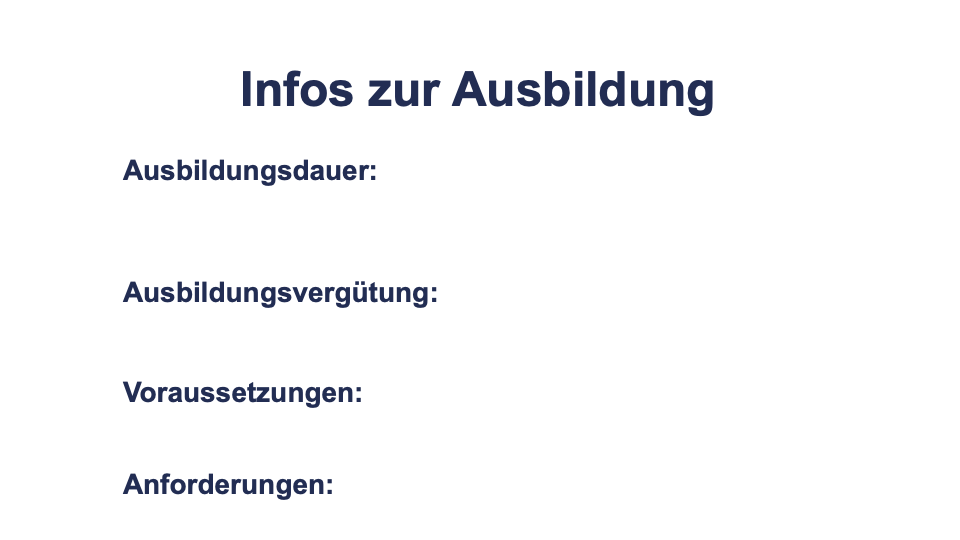 Infos zur Ausbildung
Ausbildungsdauer:
Ausbildungsvergütung:
Voraussetzungen:
Anforderungen: